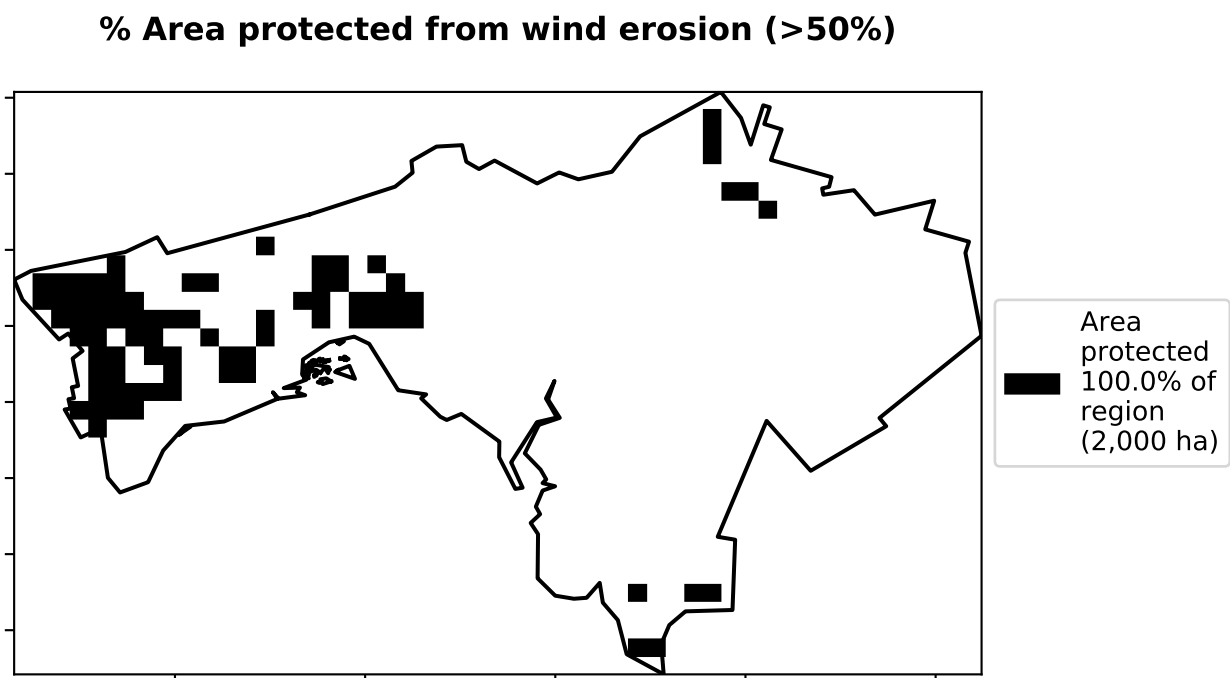 % Area protected from wind erosion (>50%)
Area
protected
100.0% of
region
(2,000 ha)